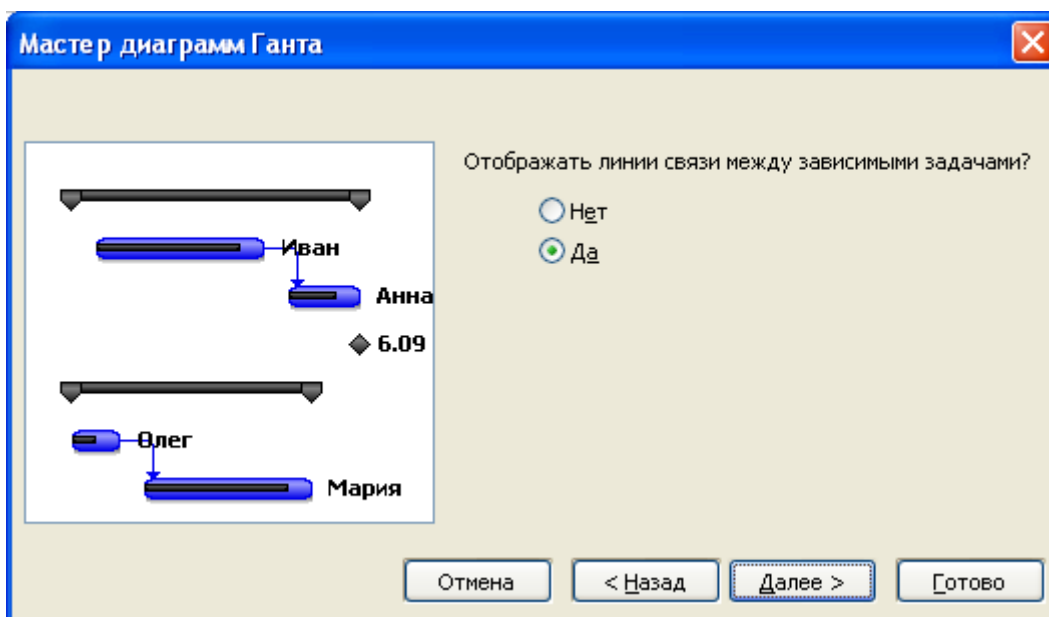 Мастер диаграмм Ганта
Отображать линии связи между зависимыми задачами?
Нет
Да
Иван
Анна
6.09
Олег
Мария
Отмена
< Назад
Далее >
Готово